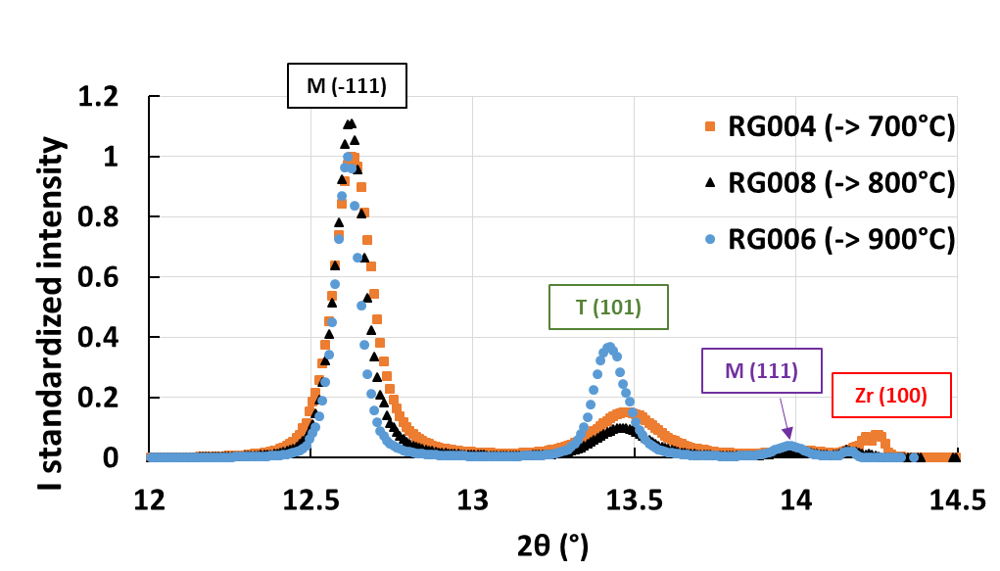 M (-111)
1.2
1
0.8
0.6
0.4
0.2
0
I standardized intensity
RG004 (-> 700°C)
RG008 (-> 800°C)
RG006 (-> 900°C)
T (101)
M (111)
Zr (100)
12
12.5
13
13.5
14
14.5
2θ (°)